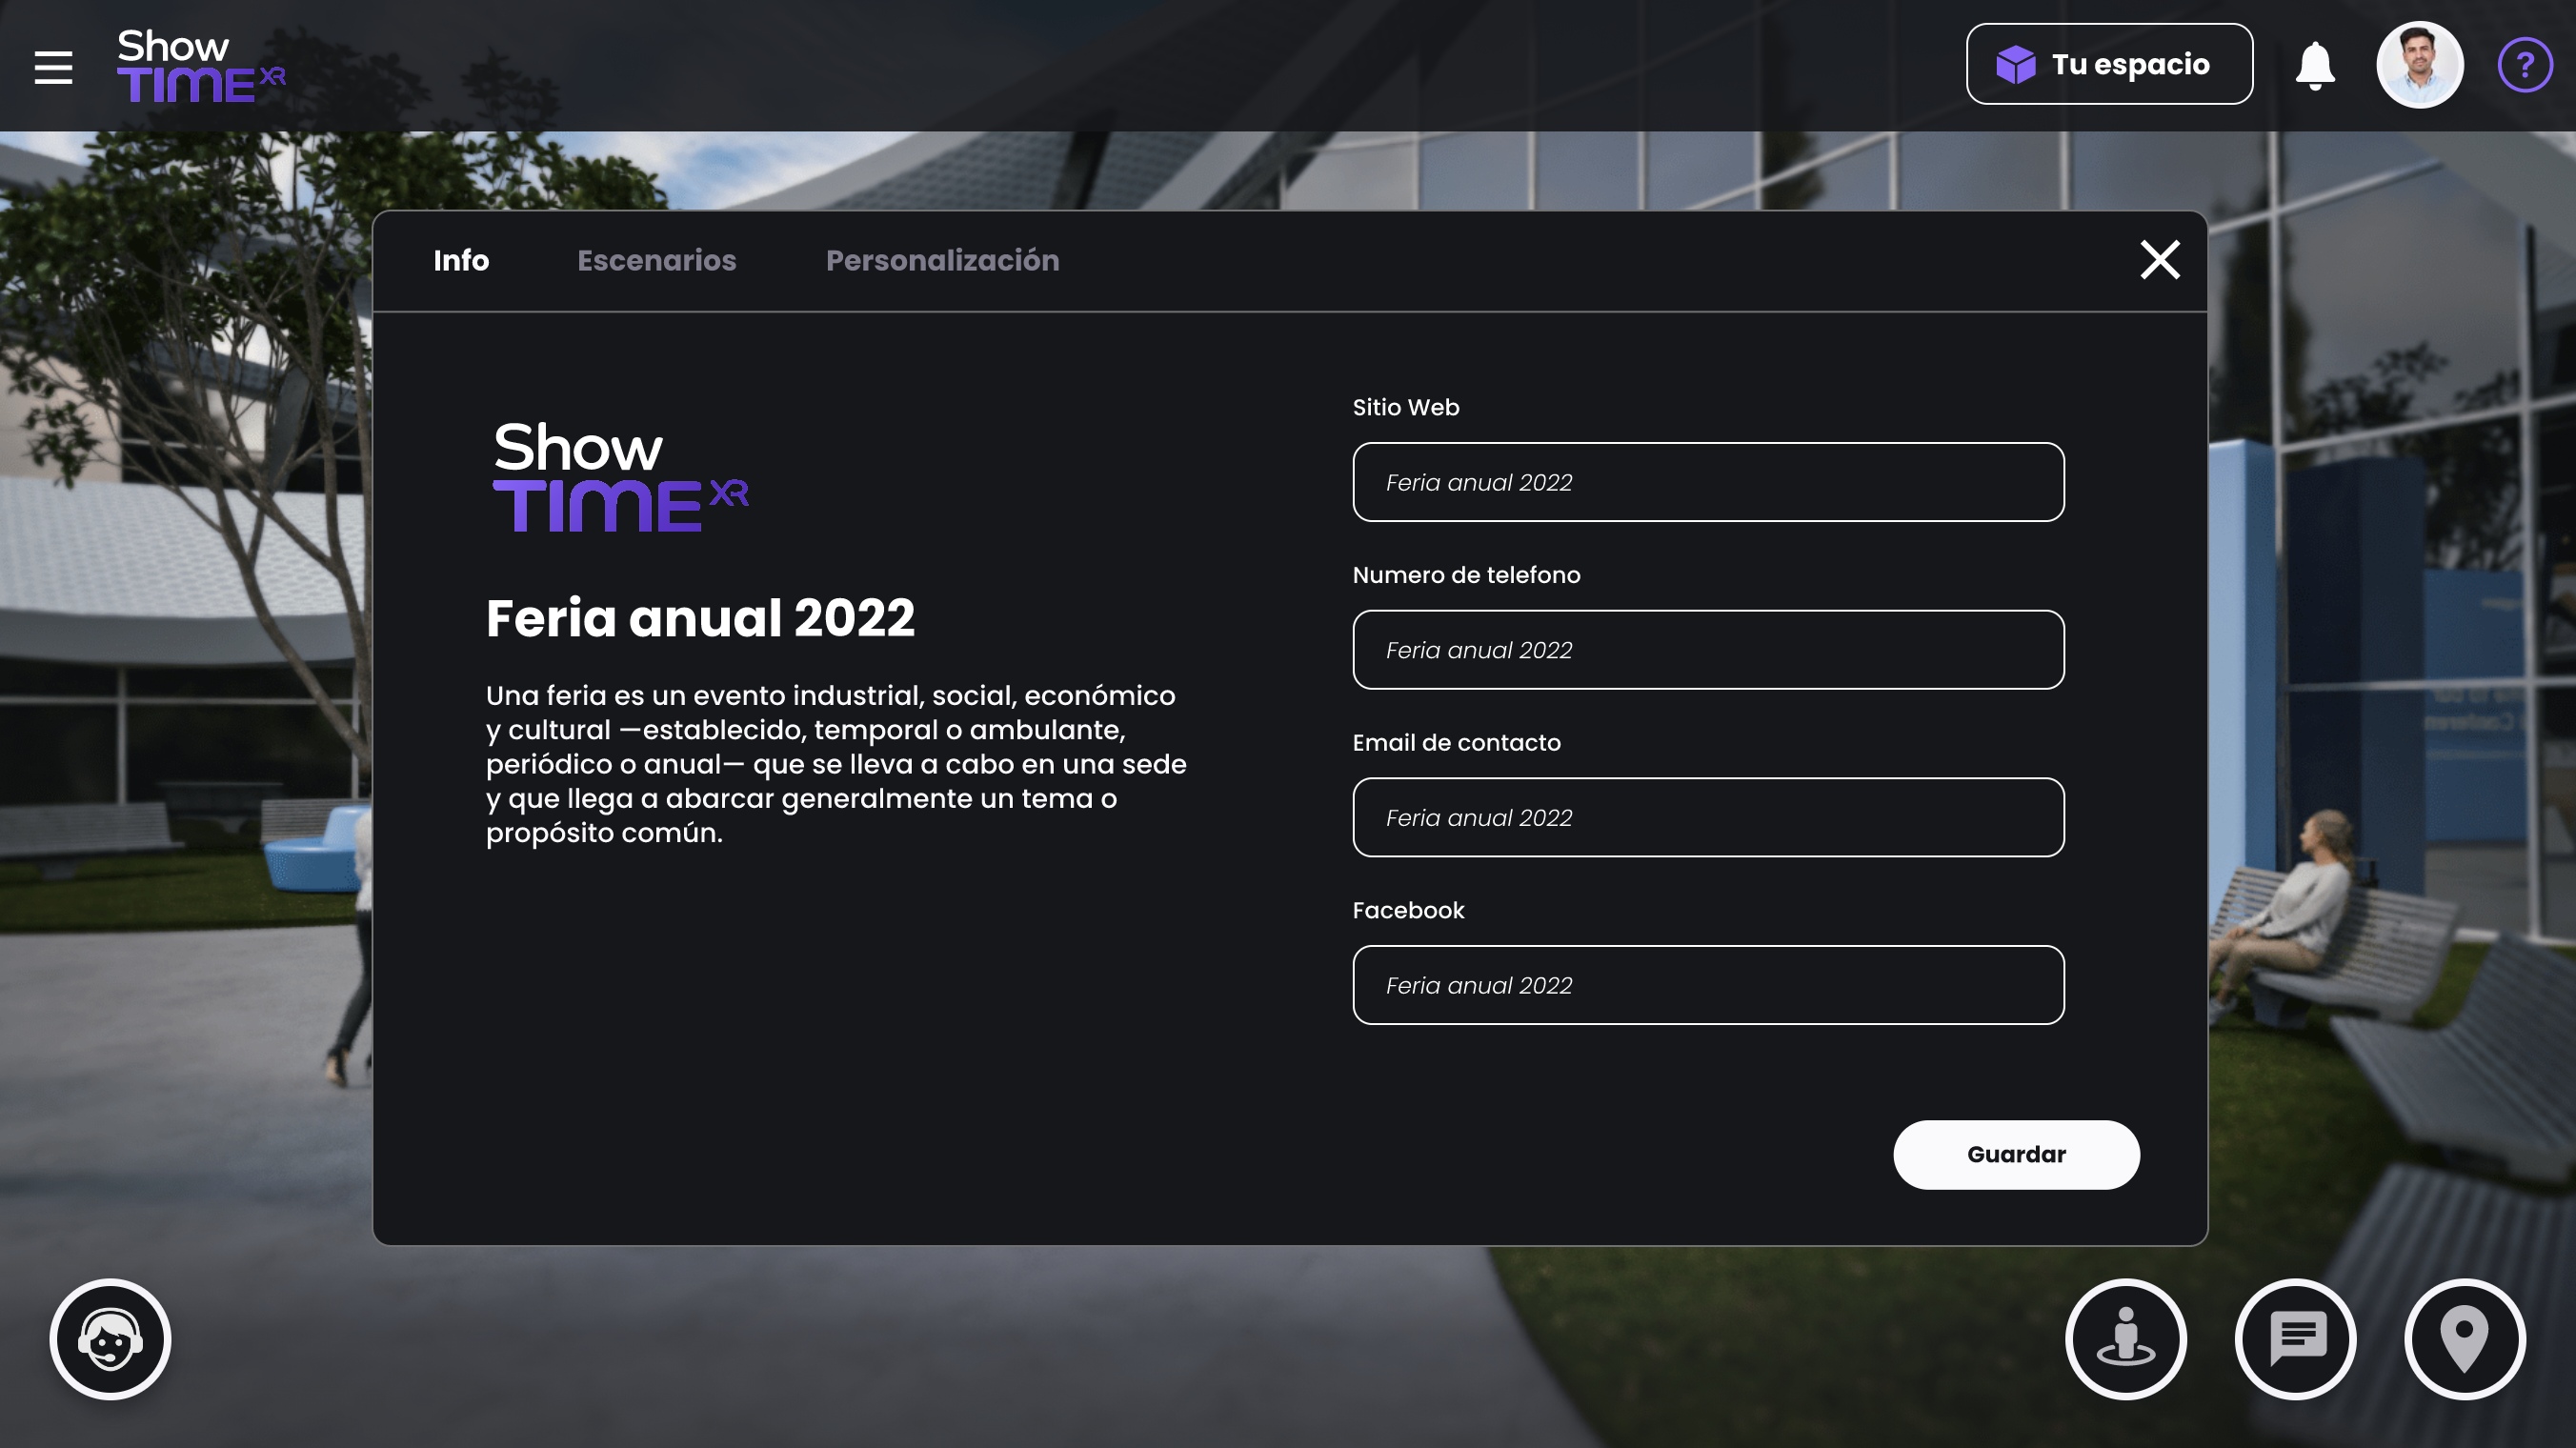 Show
TIME XR
Tu espacio
?
Info
Escenarios
Personalización
Show
TIME XR
Feria anual 2022
Una feria es un evento industrial, social, económico
y cultural —establecido, temporal o ambulante,
periódico o anual— que se lleva a cabo en una sede
y que llega a abarcar generalmente un tema o
propósito común.
Sitio Web
Feria anual 2022
Numero de telefono
Feria anual 2022
Email de contacto
Feria anual 2022
Facebook
Feria anual 2022
Guardar